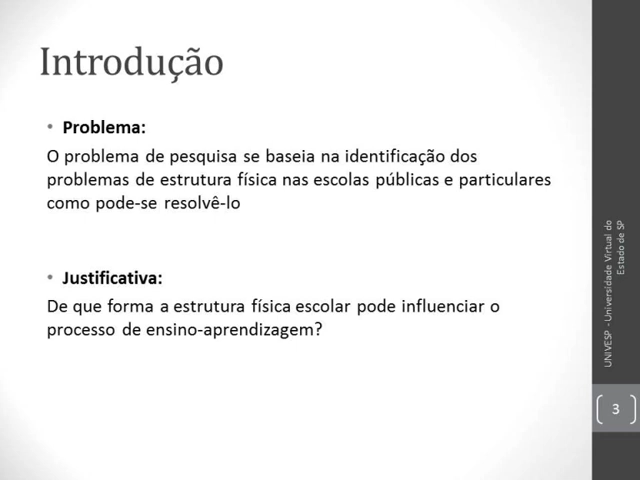 Introdução
• Problema:
O problema de pesquisa se baseia na identificação dos
problemas de estrutura física nas escolas públicas e particulares
como pode-se resolvê-lo
• Justificativa:
De que forma a estrutura física escolar pode influenciar o
processo de ensino-aprendizagem?
UNIVESP - Universidade Virtual do
Estado de SP
3